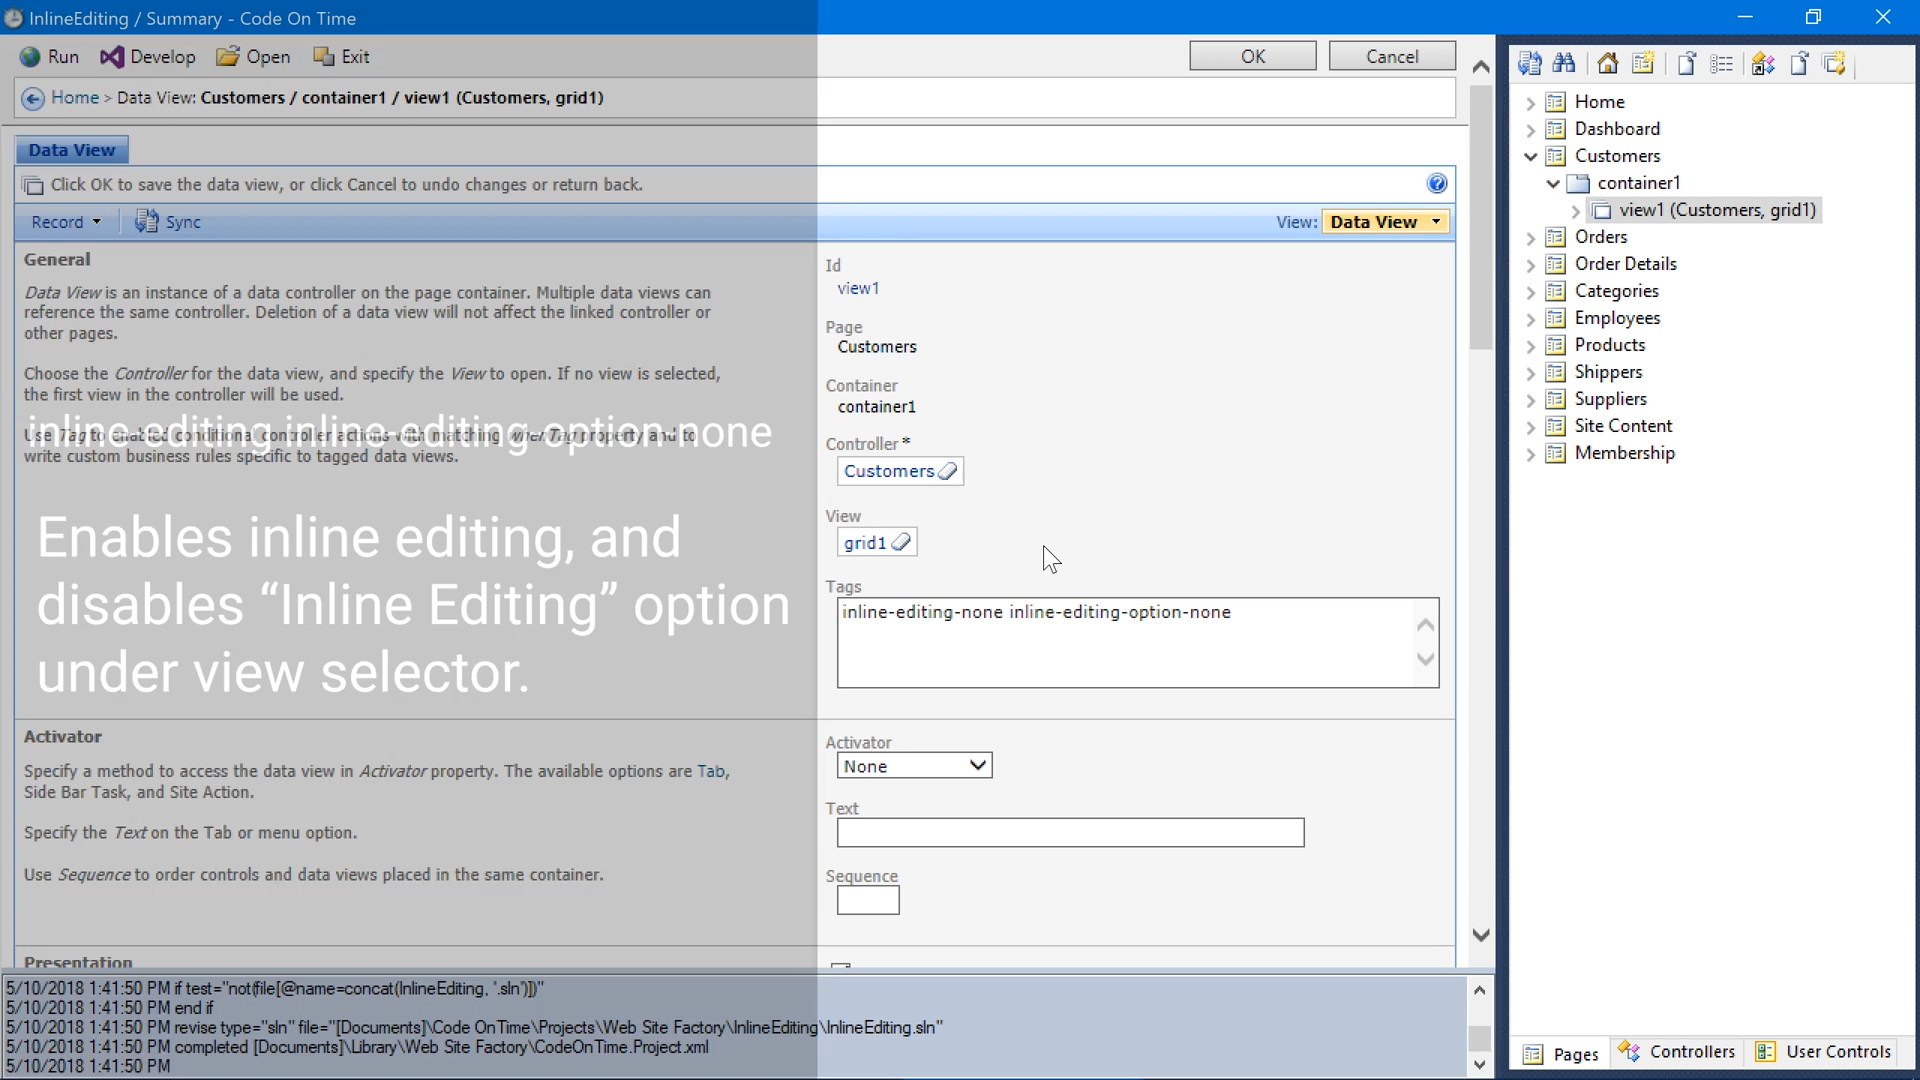 InlineEditing / Summary - Code On Time
Run Develop Open Exit OK Cancel
Home > Data View: Customers / container1 / view1 (Customers, grid1)
Data View
Click OK to save the data view, or click Cancel to undo changes or return back.
Record Sync View: Data View
General
Data View is an instance of a data controller on the page container. Multiple data views can
reference the same controller. Deletion of a data view will not affect the linked controller or
other pages.
Choose the Controller for the data view, and specify the View to open. If no view is selected,
the first view in the controller will be used.
Use Tag to enabled conditional controller actions with matching when Tag property and to
write custom business rules specific to tagged data views.
inline-editing inline-editing-option-none
Enables inline editing, and
disables “Inline Editing” option
under view selector.
Id
view1
Page
Customers
Container
container1
Controller *
Customers
View
grid1
Tags
inline-editing-none inline-editing-option-none
Activator
Specify a method to access the data view in Activator property. The available options are Tab,
Side Bar Task, and Site Action.
Specify the Text on the Tab or menu option.
Use Sequence to order controls and data views placed in the same container.
Activator
None
Text
Sequence
Presentation
5/10/2018 1:41:50 PM if test="not(file[@name=concat(InlineEditing, '.sln')])"
5/10/2018 1:41:50 PM end if
5/10/2018 1:41:50 PM revise type="sln" file="[Documents]\Code OnTime\Projects\Web Site Factory\InlineEditing\InlineEditing.sln"
5/10/2018 1:41:50 PM completed [Documents]\Library\Web Site Factory\CodeOnTime.Project.xml
5/10/2018 1:41:50 PM
Home
Dashboard
Customers
container1
view1 (Customers, grid1)
Orders
Order Details
Categories
Employees
Products
Shippers
Suppliers
Site Content
Membership
Pages Controllers User Controls